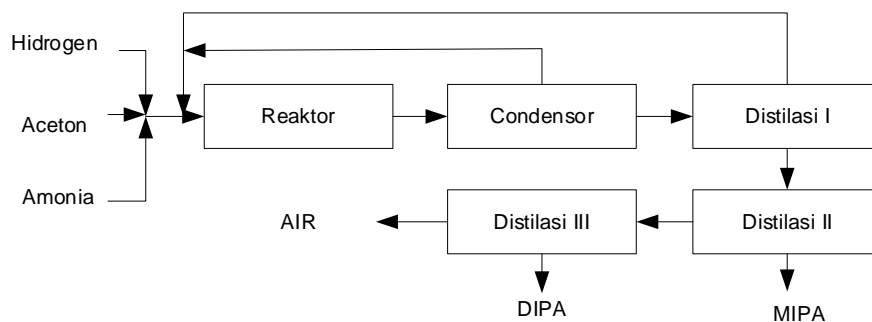 Hidrogen
Reaktor
Condensor
Distilasi I
Aceton
Amonia
AIR
Distilasi III
Distilasi II
DIPA
MIPA